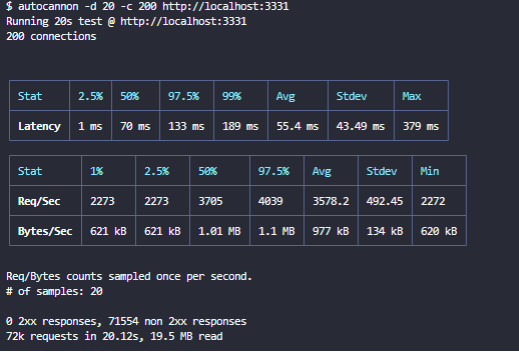 $ autocannon -d 20 -c 200 http://localhost:3331
Running 20s test @ http://localhost:3331
200 connections
Stat 2.5% 50% 97.5% 99% Avg Stdev Max
Latency 1 ms 70 ms 133 ms 189 ms 55.4 ms 43.49 ms 379 ms
Stat 1% 2.5% 50% 97.5% Avg Stdev Min
Req/Sec 2273 2273 3705 4039 3578.2 492.45 2272
Bytes/Sec 621 kB 621 kB 1.01 MB 1.1 MB 977 kB 134 kB 620 kB
Req/Bytes counts sampled once per second.
# of samples: 20
0 2xx responses, 71554 non 2xx responses
72k requests in 20.12s, 19.5 MB read